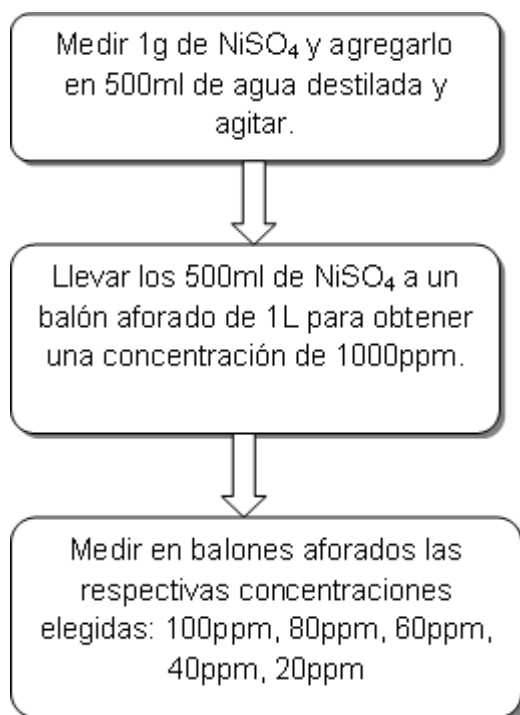 Medir 1g de NiSO₄ y agregarlo
en 500ml de agua destilada y
agitar.
Llevar los 500ml de NiSO₄ a un
balón aforado de 1L para obtener
una concentración de 1000ppm.
Medir en balones aforados las
respectivas concentraciones
elegidas: 100ppm, 80ppm, 60ppm,
40ppm, 20ppm